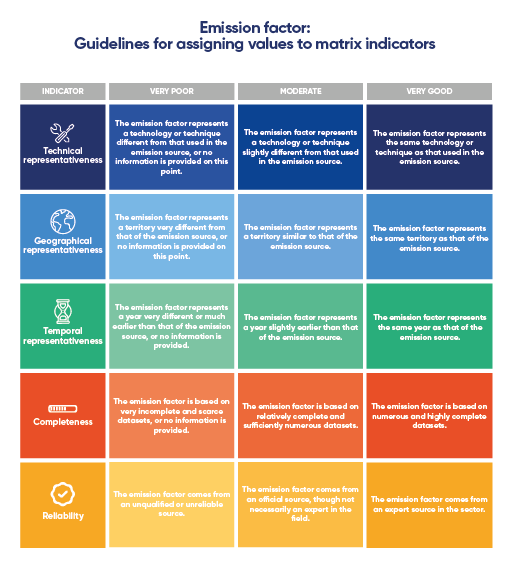 Emission factor:
Guidelines for assigning values to matrix indicators
INDICATOR
VERY POOR
MODERATE
VERY GOOD
Technical
representativeness
The emission factor represents
a technology or technique
different from that used in the
emission source, or no
information is provided on this
point.
The emission factor represents
a technology or technique
slightly different from that used
in the emission source.
The emission factor represents
the same technology or
technique as that used in the
emission source.
Geographical
representativeness
The emission factor represents
a territory very different from
that of the emission source, or
no information is provided on
this point.
The emission factor represents
a territory similar to that of the
emission source.
The emission factor represents
the same territory as that of the
emission source.
Temporal
representativeness
The emission factor represents
a year very different or much
earlier than that of the emission
source, or no information is
provided.
The emission factor represents
a year slightly earlier than that
of the emission source.
The emission factor represents
the same year as that of the
emission source.
Completeness
The emission factor is based on
very incomplete and scarce
datasets, or no information is
provided.
The emission factor is based on
relatively complete and
sufficiently numerous datasets.
The emission factor is based on
numerous and highly complete
datasets.
Reliability
The emission factor comes from
an unqualified or unreliable
source.
The emission factor comes from
an official source, though not
necessarily an expert in the
field.
The emission factor comes from
an expert source in the sector.